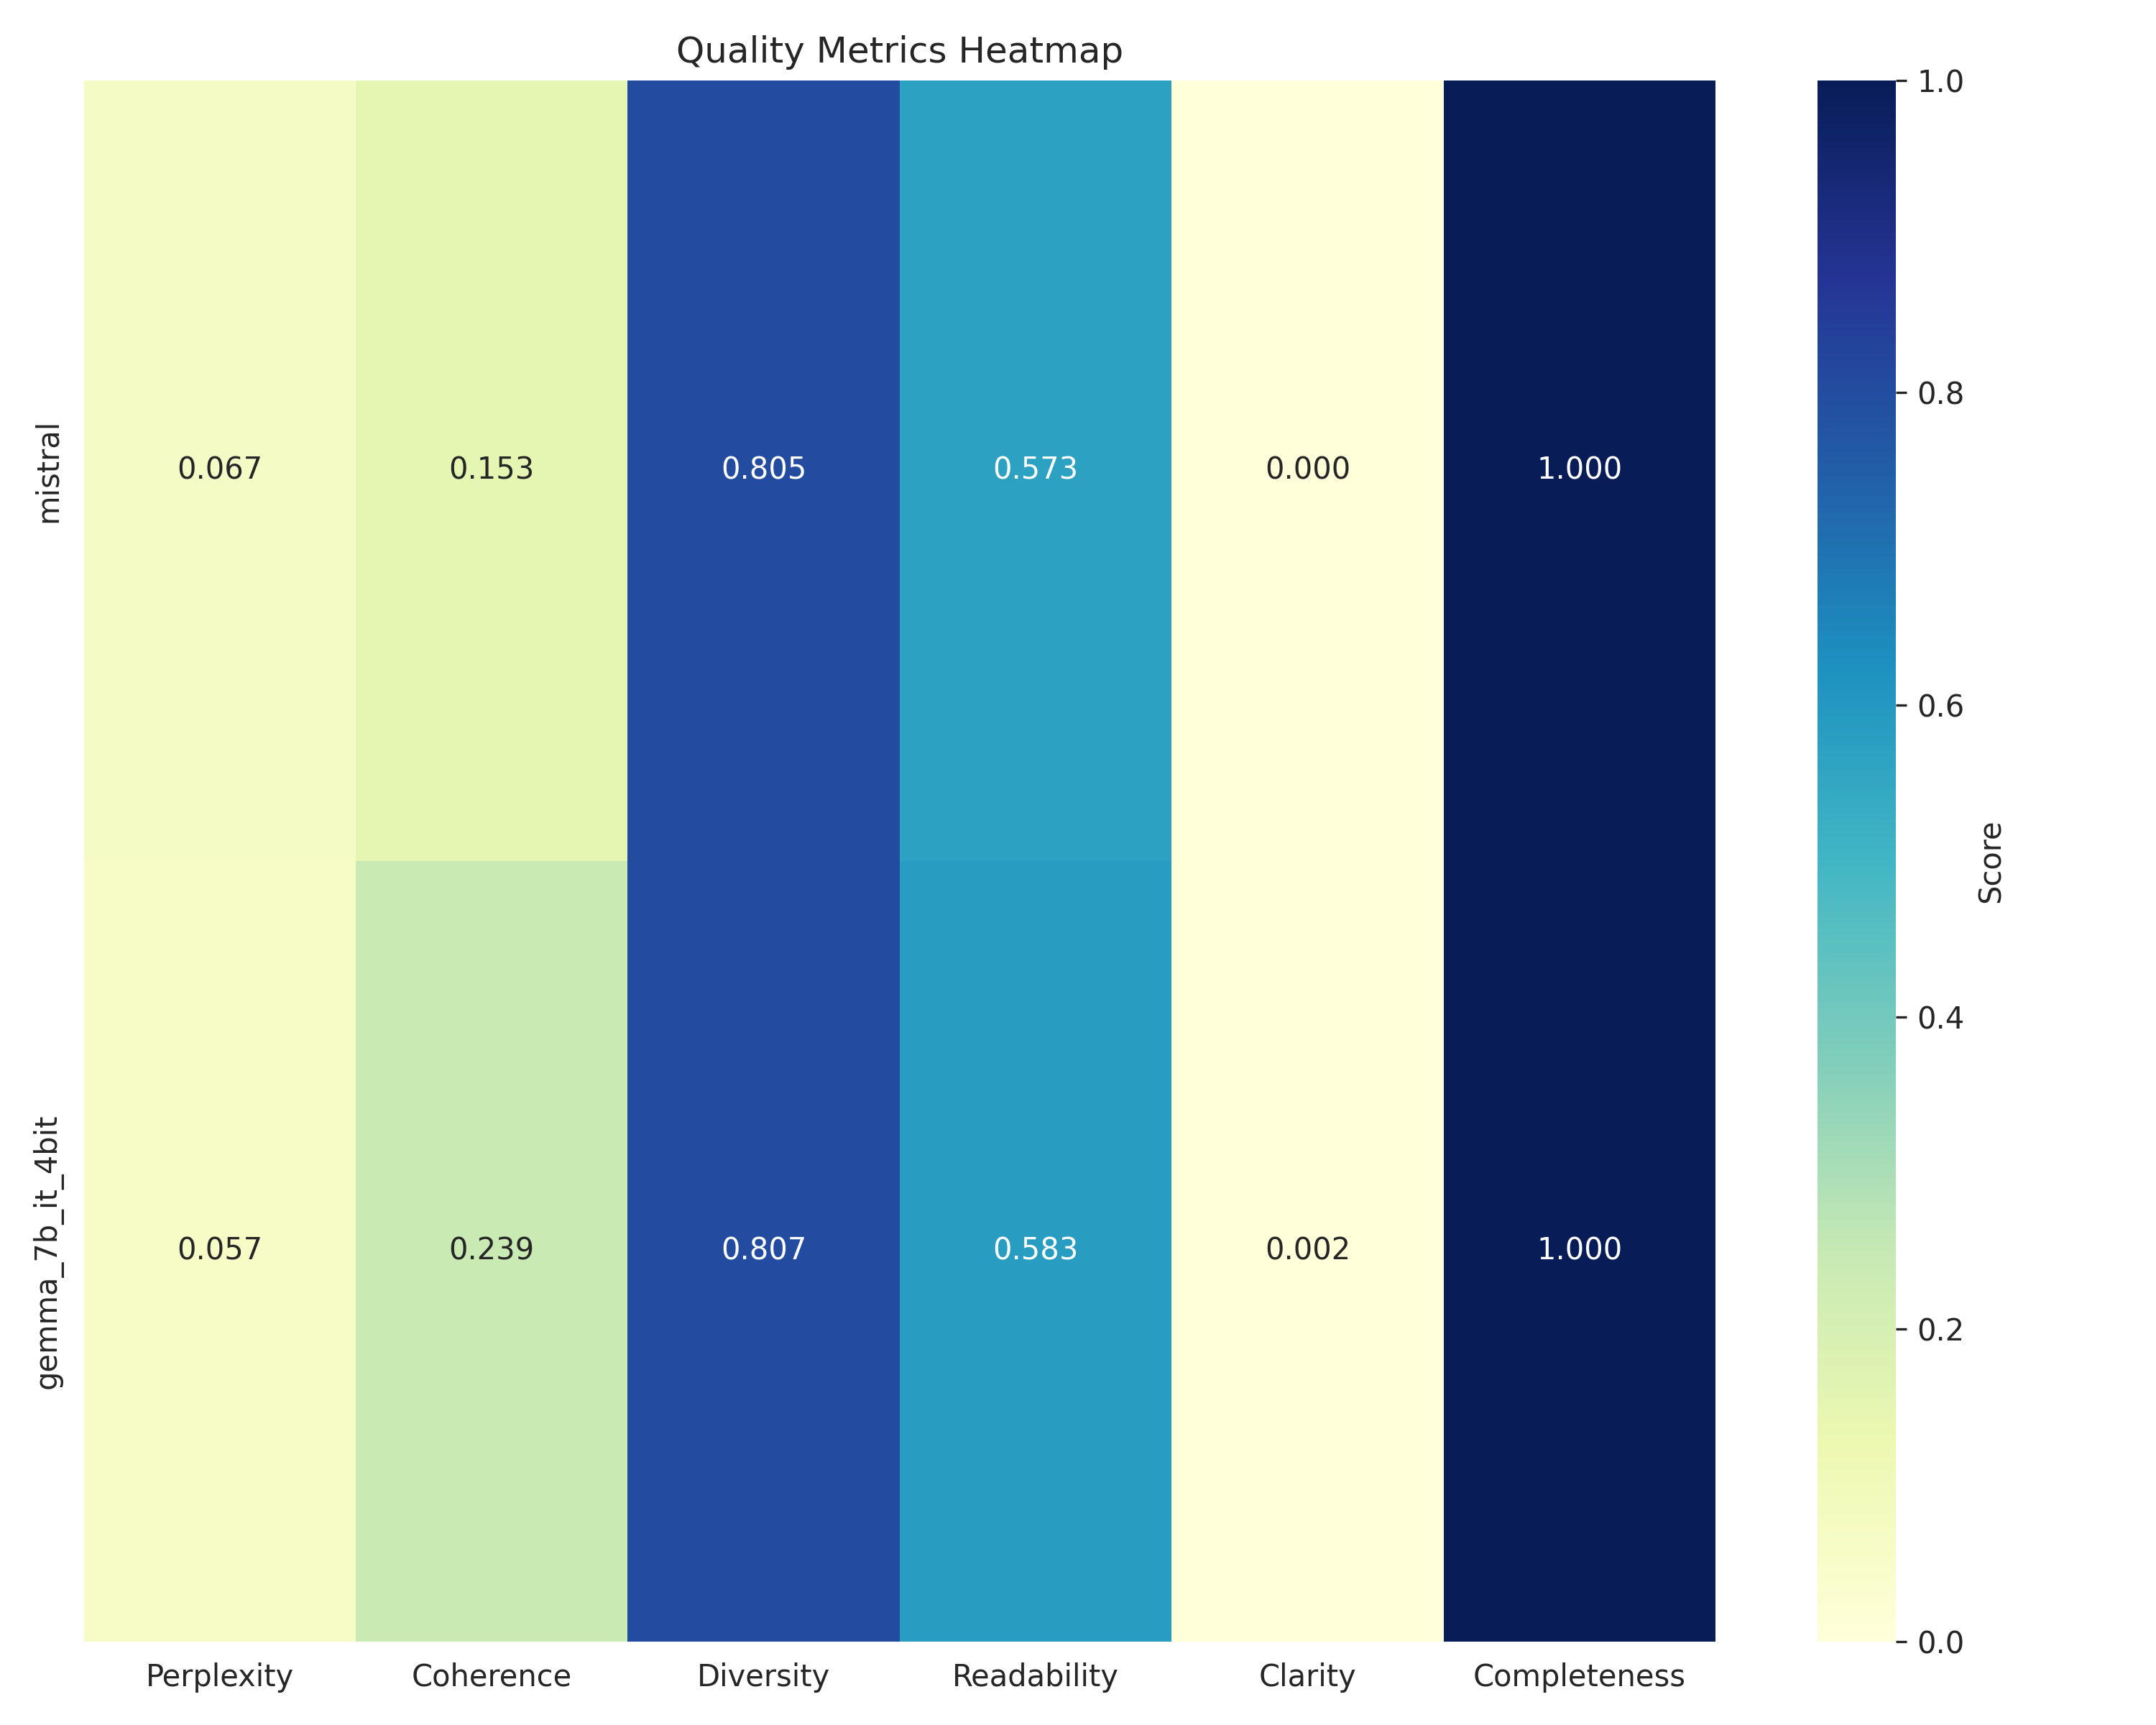 Quality Metrics Heatmap
mistral
0.067 0.153 0.805 0.573 0.000 1.000
gemma_7b_it_4bit
0.057 0.239 0.807 0.583 0.002 1.000
Perplexity Coherence Diversity Readability Clarity Completeness
1.0
0.8
0.6
0.4
0.2
0.0
Score